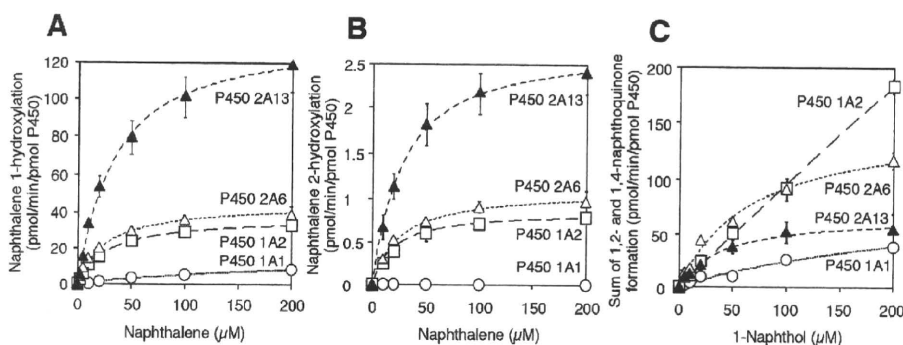 A
Naphthalene 1-hydroxylation
(pmol/min/pmol P450)
120
100
80
60
40
20
0
P450 2A13
P450 2A6
P450 1A2
P450 1A1
0 50 100 150 200
Naphthalene (µM)
B
Naphthalene 2-hydroxylation
(pmol/min/pmol P450)
2.5
2
1.5
1
0.5
0
P450 2A13
P450 2A6
P450 1A2
P450 1A1
0 50 100 150 200
Naphthalene (µM)
C
Sum of 1,2- and 1,4-naphthoquinone
formation (pmol/min/pmol P450)
200
150
100
50
0
P450 1A2
P450 2A6
P450 2A13
P450 1A1
0 50 100 150 200
1-Naphthol (µM)